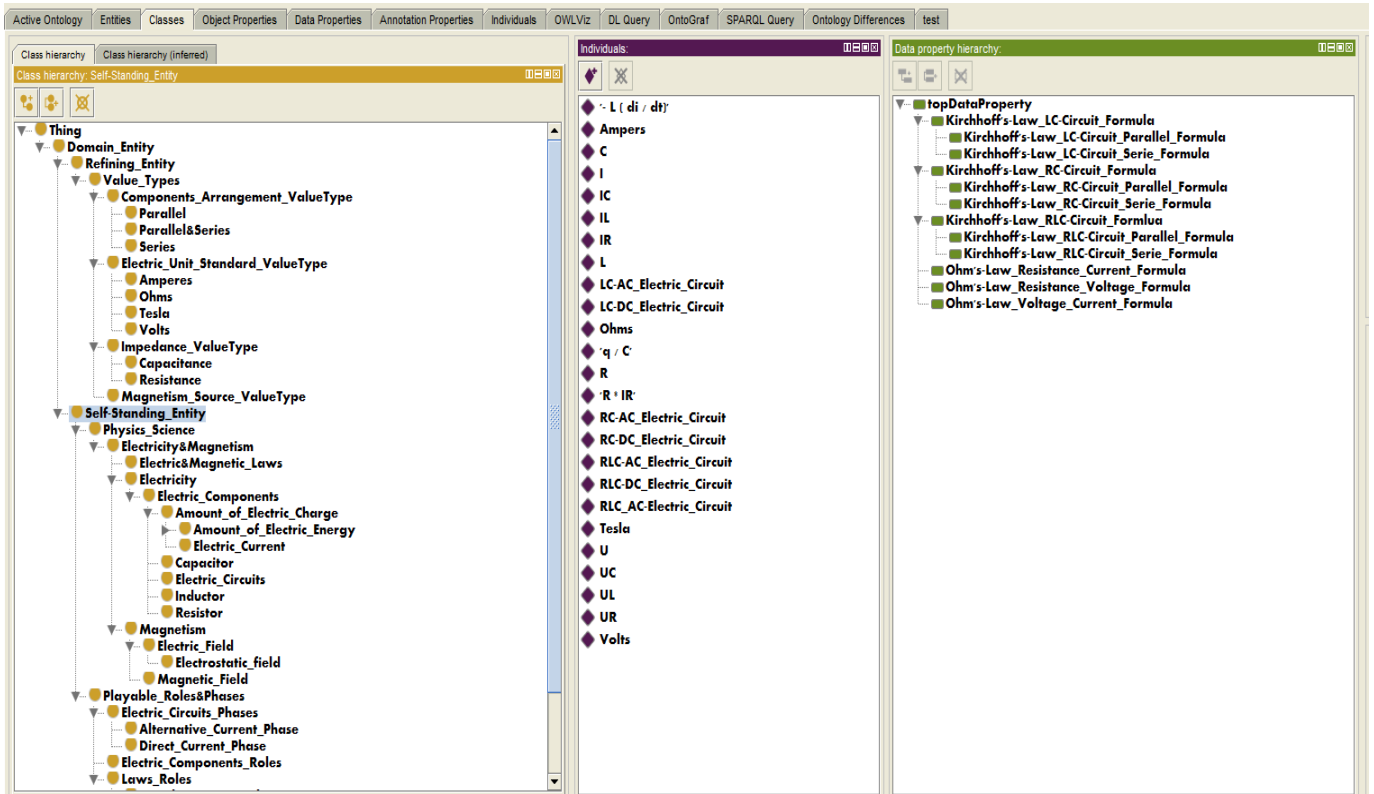 Active Ontology Entities Classes Object Properties Data Properties Annotation Properties Individuals OWLViz DL Query OntoGraf SPARQL Query Ontology Differences test
Class hierarchy Class hierarchy (inferred)
Class hierarchy: Self-Standing_Entity
Thing
Domain_Entity
Refining_Entity
Value_Types
Components_Arrangement_ValueType
Parallel
Parallel&Series
Series
Electric_Unit_Standard_ValueType
Amperes
Ohms
Tesla
Volts
Impedance_ValueType
Capacitance
Resistance
Magnetism_Source_ValueType
Self-Standing_Entity
Physics_Science
Electricity&Magnetism
Electric&Magnetic_Laws
Electricity
Electric_Components
Amount_of_Electric_Charge
Amount_of_Electric_Energy
Electric_Current
Capacitor
Electric_Circuits
Inductor
Resistor
Magnetism
Electric_Field
Electrostatic_field
Magnetic_Field
Playable_Roles&Phases
Electric_Circuits_Phases
Alternative_Current_Phase
Direct_Current_Phase
Electric_Components_Roles
Laws_Roles
Individuals:
'- L ( di / dt)'
Ampers
C
I
IC
IL
IR
L
LC-AC_Electric_Circuit
LC-DC_Electric_Circuit
Ohms
'q / C'
R
'R * IR'
RC-AC_Electric_Circuit
RC-DC_Electric_Circuit
RLC-AC_Electric_Circuit
RLC-DC_Electric_Circuit
RLC_AC-Electric_Circuit
Tesla
U
UC
UL
UR
Volts
Data property hierarchy:
topDataProperty
Kirchhoff's-Law_LC-Circuit_Formula
Kirchhoff's-Law_LC-Circuit_Parallel_Formula
Kirchhoff's-Law_LC-Circuit_Serie_Formula
Kirchhoff's-Law_RC-Circuit_Formula
Kirchhoff's-Law_RC-Circuit_Parallel_Formula
Kirchhoff's-Law_RC-Circuit_Serie_Formula
Kirchhoff's-Law_RLC-Circuit_Formlua
Kirchhoff's-Law_RLC-Circuit_Parallel_Formula
Kirchhoff's-Law_RLC-Circuit_Serie_Formula
Ohm's-Law_Resistance_Current_Formula
Ohm's-Law_Resistance_Voltage_Formula
Ohm's-Law_Voltage_Current_Formula